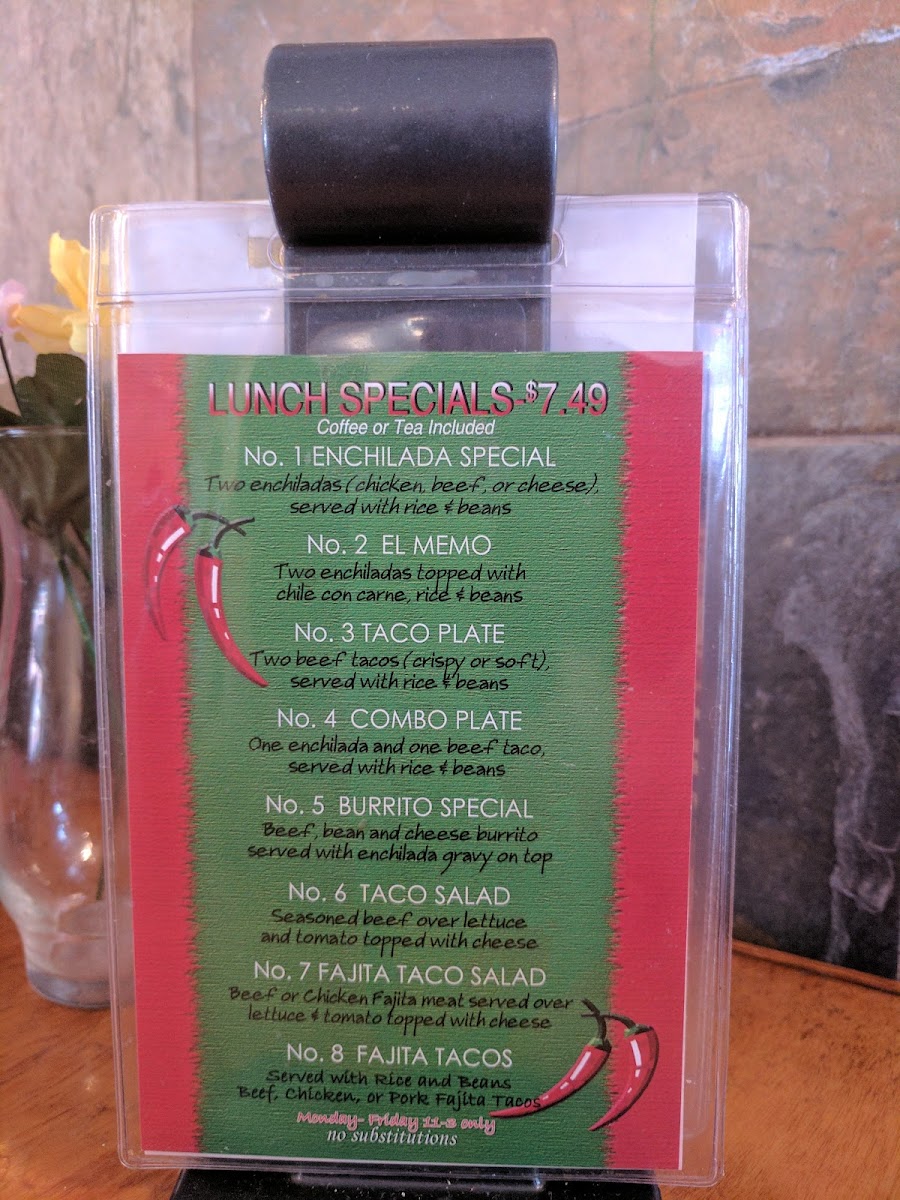 LUNCH SPECIALS-$7.49
Coffee or Tea Included
No. 1 ENCHILADA SPECIAL
Two enchiladas (chicken, beef, or cheese),
served with rice & beans
No. 2 EL MEMO
Two enchiladas topped with
chile con carne, rice & beans
No. 3 TACO PLATE
Two beef tacos (crispy or soft),
served with rice & beans
No. 4 COMBO PLATE
One enchilada and one beef taco,
served with rice & beans
No. 5 BURRITO SPECIAL
Beef, bean and cheese burrito
served with enchilada gravy on top
No. 6 TACO SALAD
Seasoned beef over lettuce
and tomato topped with cheese
No. 7 FAJITA TACO SALAD
Beef or Chicken Fajita meat served over
lettuce & tomato topped with cheese
No. 8 FAJITA TACOS
Served with Rice and Beans
Beef, Chicken, or Pork Fajita Tacos
Monday- Friday 11-3 only
no substitutions